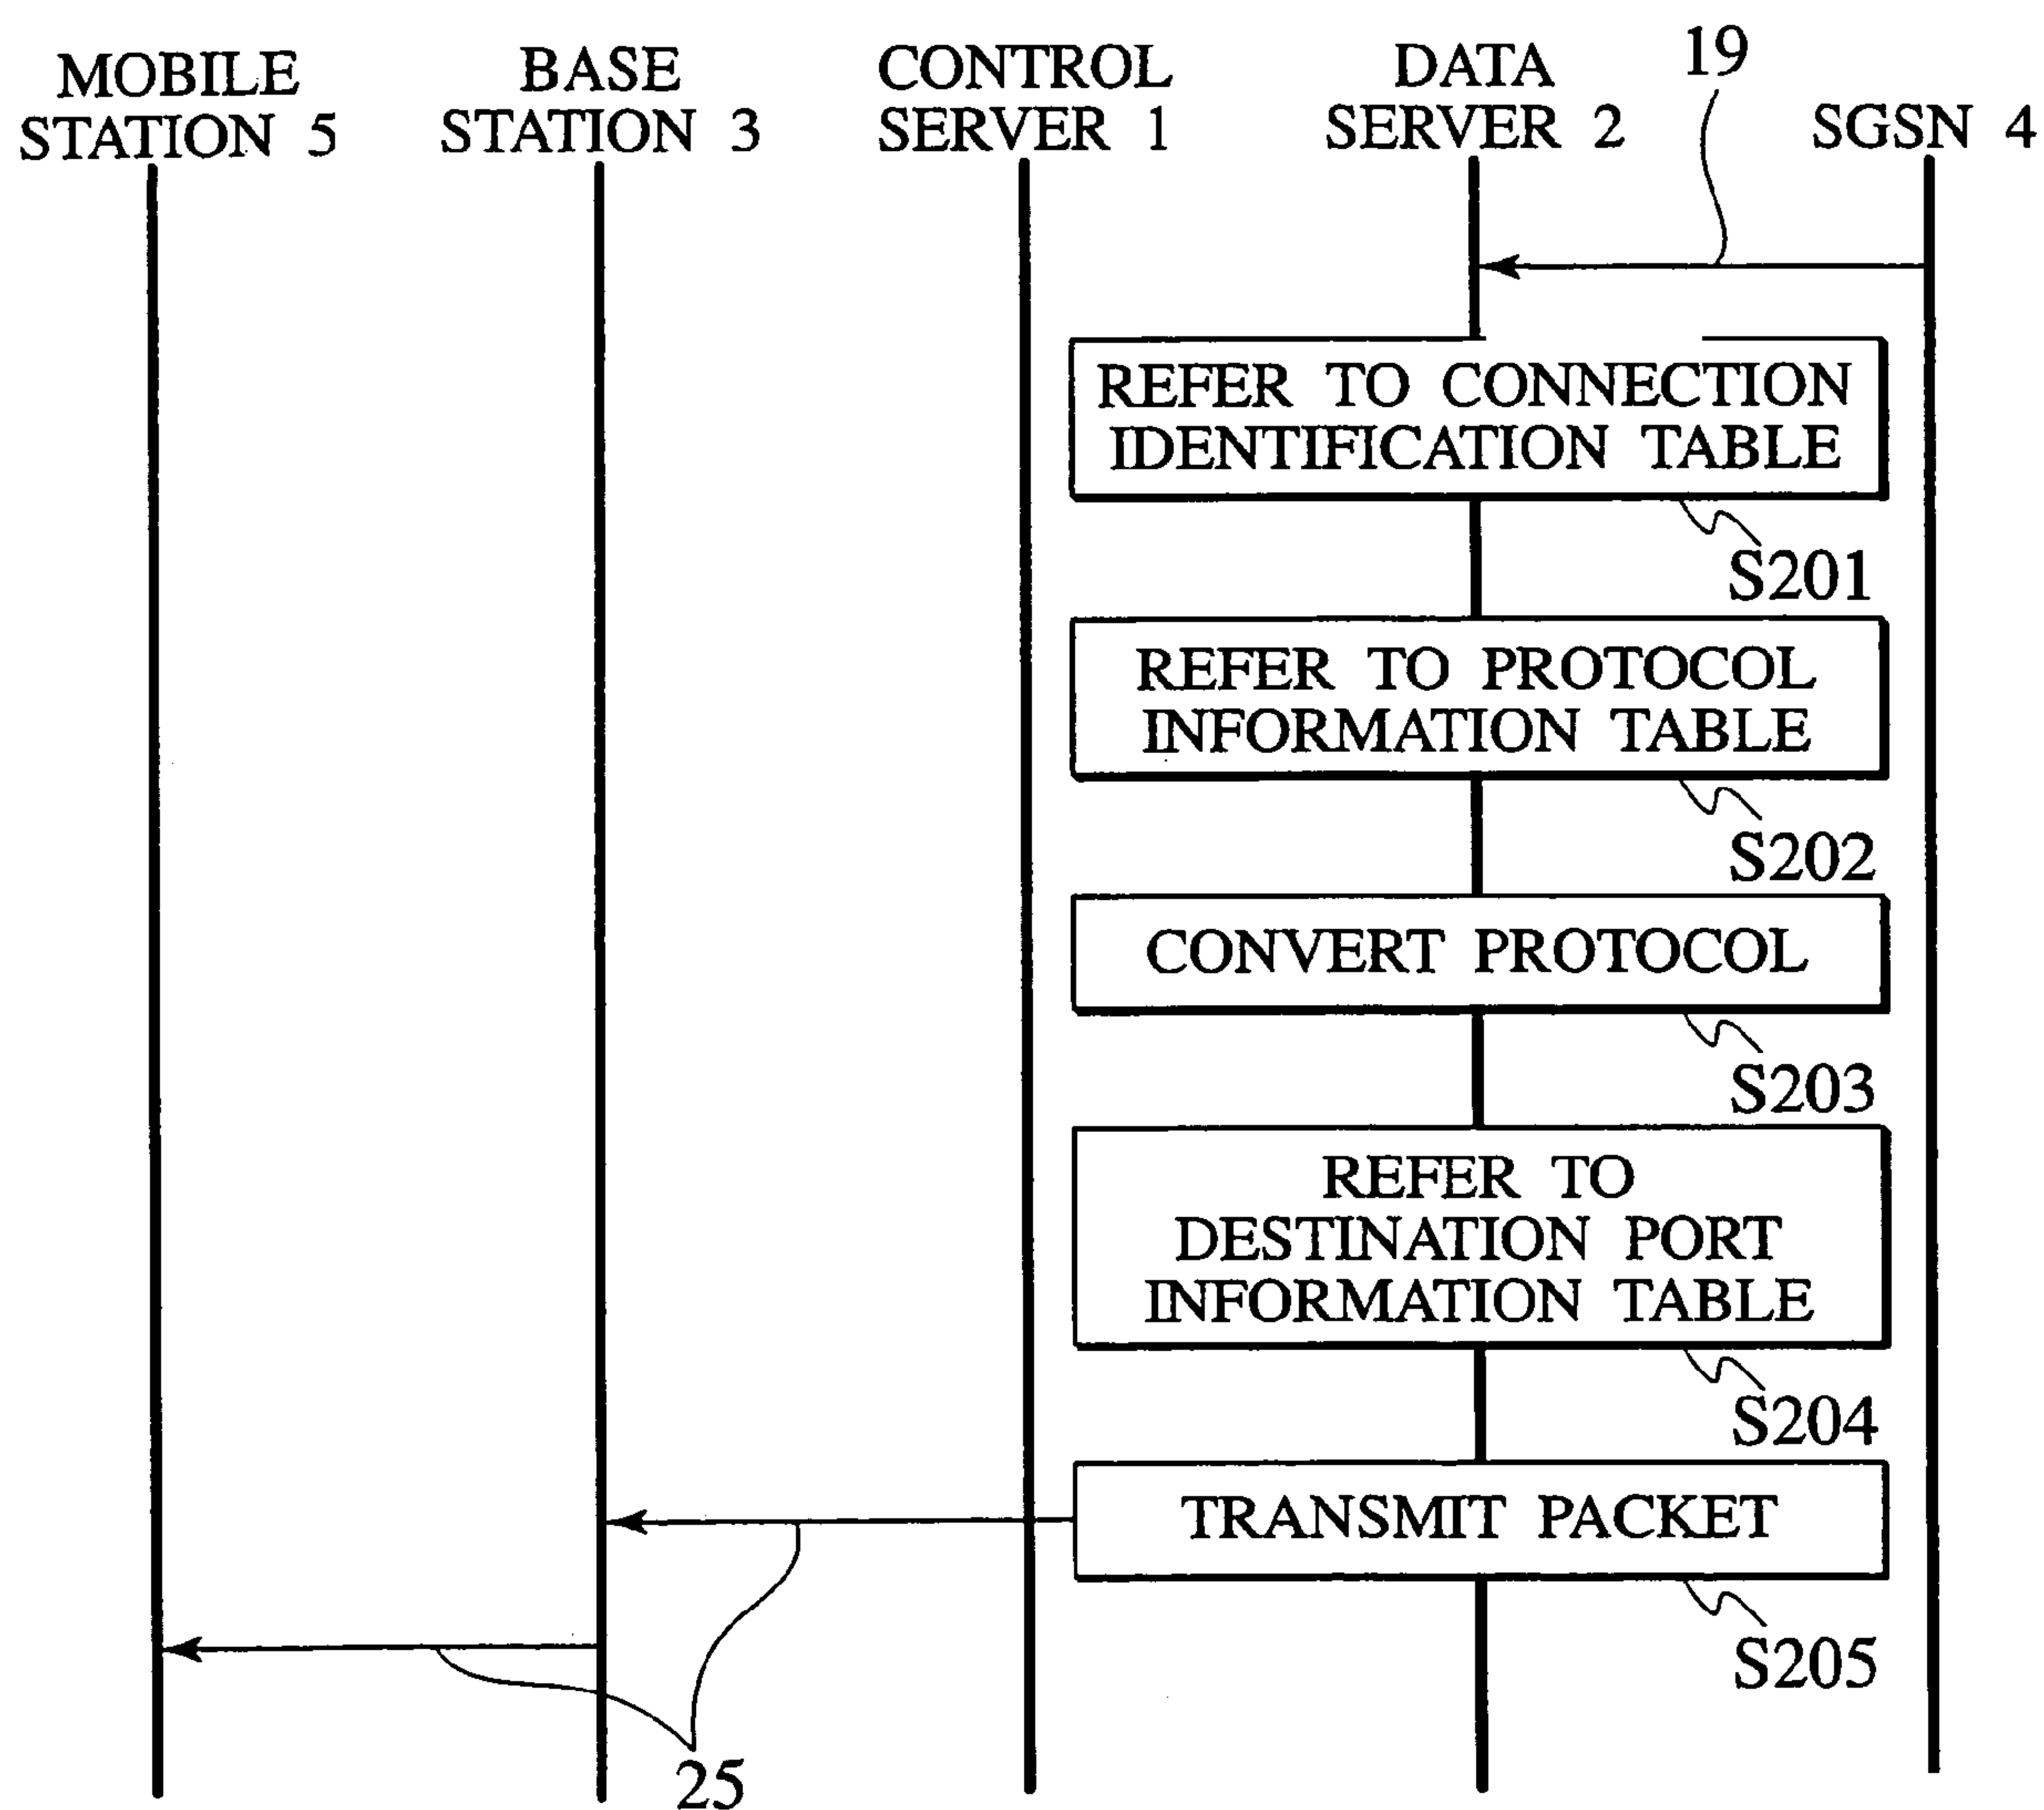 MOBILE
STATION 5
BASE
STATION 3
CONTROL
SERVER 1
DATA
SERVER 2
19
SGSN 4
REFER TO CONNECTION
IDENTIFICATION TABLE
S201
REFER TO PROTOCOL
INFORMATION TABLE
S202
CONVERT PROTOCOL
S203
REFER TO
DESTINATION PORT
INFORMATION TABLE
S204
TRANSMIT PACKET
S205
25